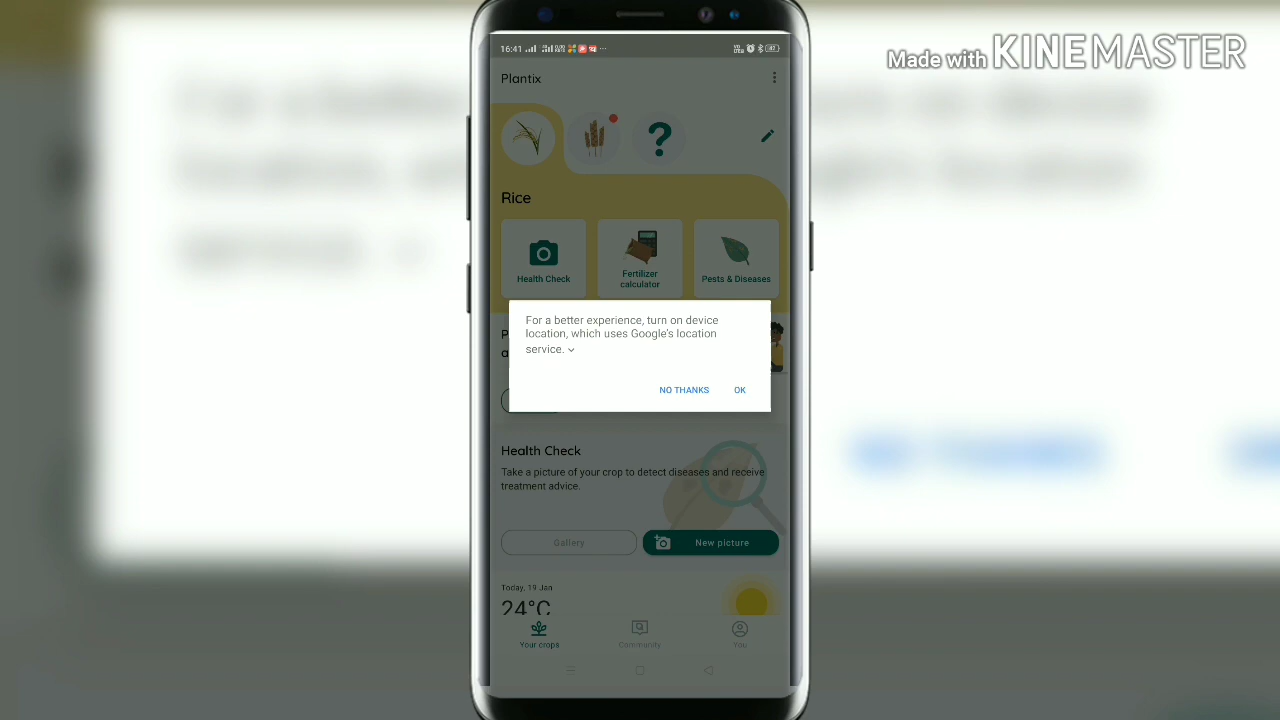 Made with KINEMASTER
16:41
Plantix
Rice
Health Check
Fertilizer
calculator
Pests & Diseases
For a better experience, turn on device
location, which uses Google's location
service.
NO THANKS OK
Health Check
Take a picture of your crop to detect diseases and receive
treatment advice.
Gallery
New picture
Today, 19 Jan
24°C
Your crops
Community
You